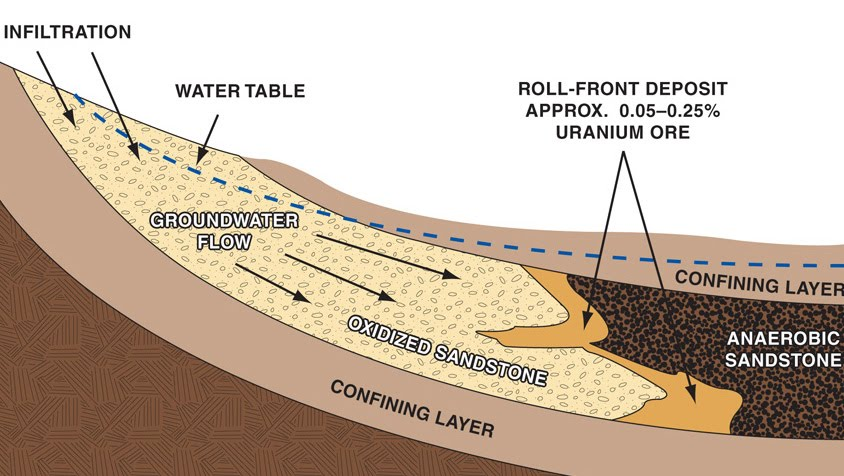 INFILTRATION
WATER TABLE
ROLL-FRONT DEPOSIT
APPROX. 0.05–0.25%
URANIUM ORE
GROUNDWATER
FLOW
CONFINING LAYER
OXIDIZED SANDSTONE
ANAEROBIC
SANDSTONE
CONFINING LAYER